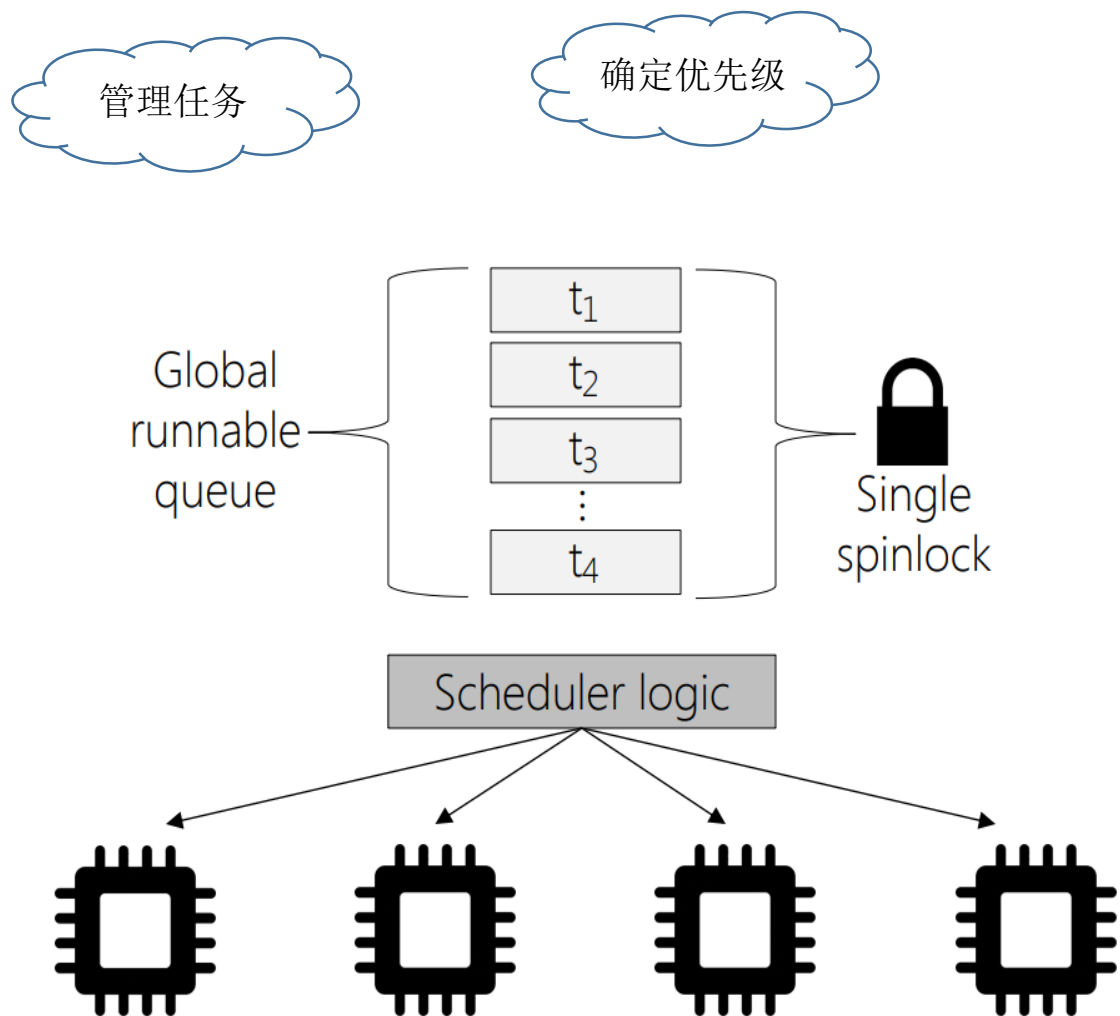 管理任务
确定优先级
t1
t2
t3
⋮
t4
Global
runnable
queue
Single
spinlock
Scheduler logic